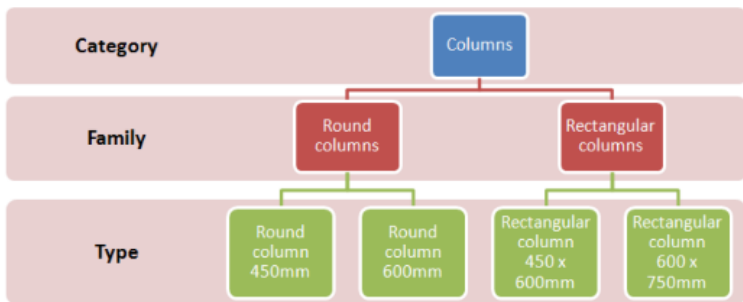 Category
Columns
Family
Round
columns
Rectangular
columns
Type
Round
column
450mm
Round
column
600mm
Rectangular
column
450 x
600mm
Rectangular
column
600 x
750mm